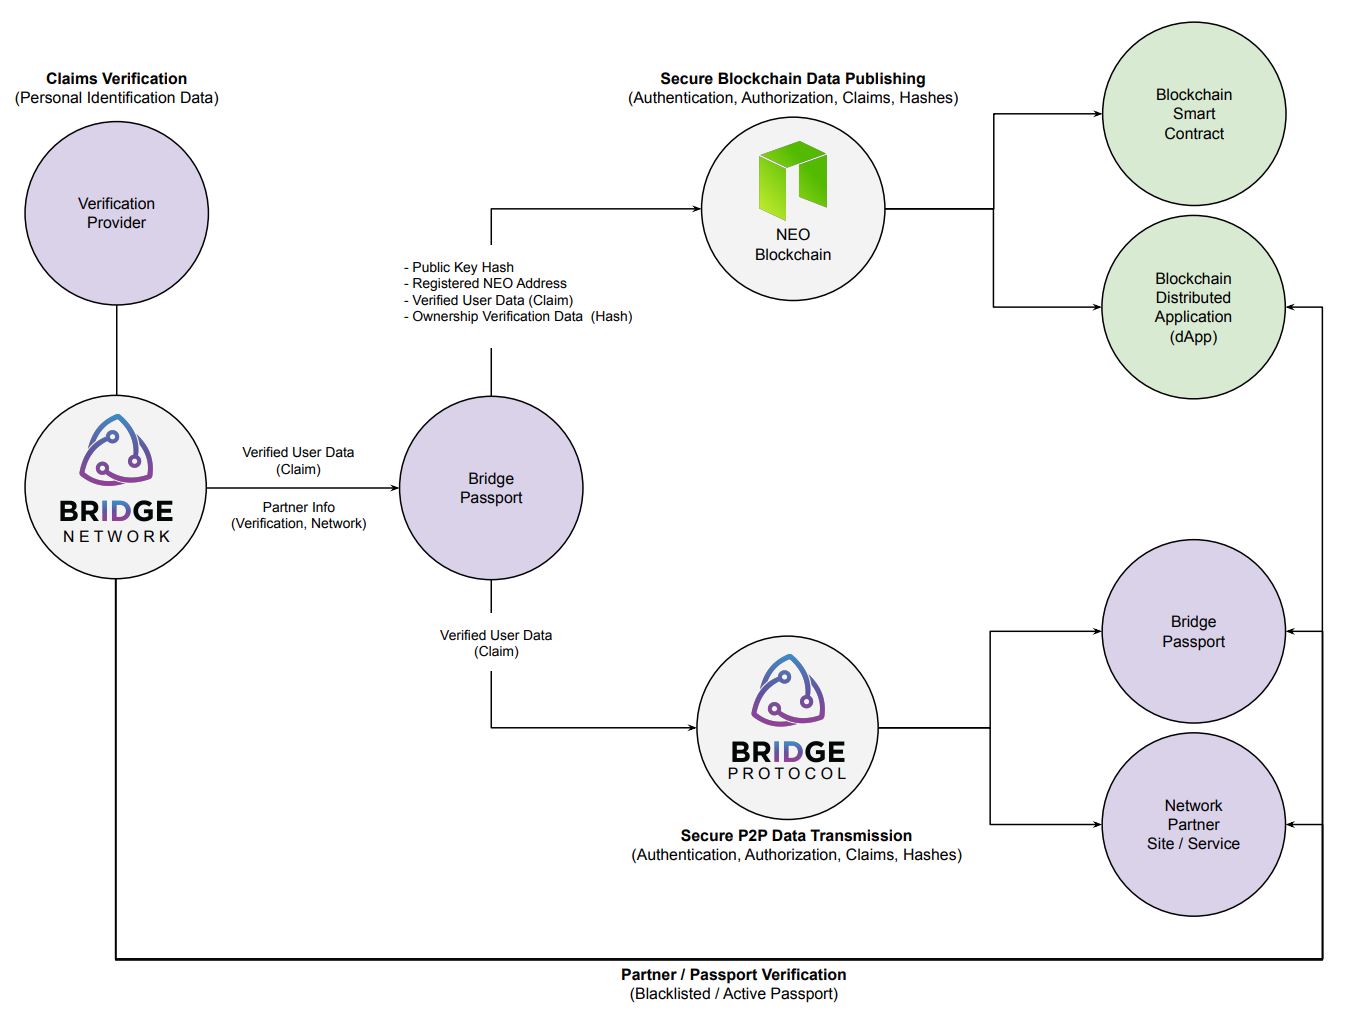 Claims Verification
(Personal Identification Data)
Verification
Provider
BRIDGE
NETWORK
Verified User Data
(Claim)
Partner Info
(Verification, Network)
Bridge
Passport
- Public Key Hash
- Registered NEO Address
- Verified User Data (Claim)
- Ownership Verification Data  (Hash)
Secure Blockchain Data Publishing
(Authentication, Authorization, Claims, Hashes)
NEO
Blockchain
Blockchain
Smart
Contract
Blockchain
Distributed
Application
(dApp)
Verified User Data
(Claim)
BRIDGE
PROTOCOL
Secure P2P Data Transmission
(Authentication, Authorization, Claims, Hashes)
Bridge
Passport
Network
Partner
Site / Service
Partner / Passport Verification
(Blacklisted / Active Passport)